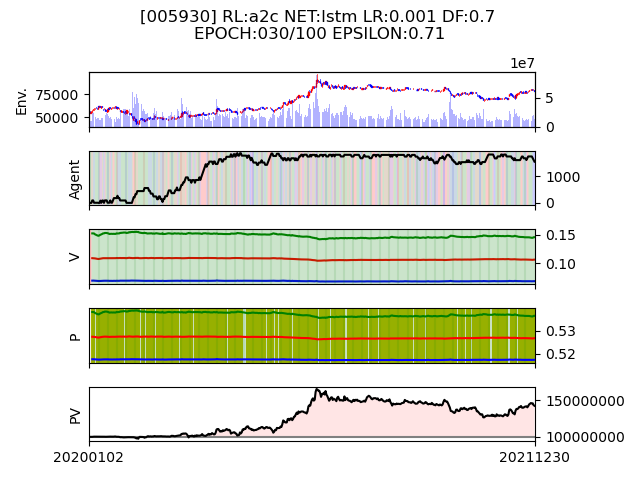 [005930] RL:a2c NET:lstm LR:0.001 DF:0.7
EPOCH:030/100 EPSILON:0.71
1e7
Env.
75000
50000
5
0
Agent
1000
0
V
0.15
0.10
P
0.53
0.52
PV
150000000
100000000
20200102
20211230